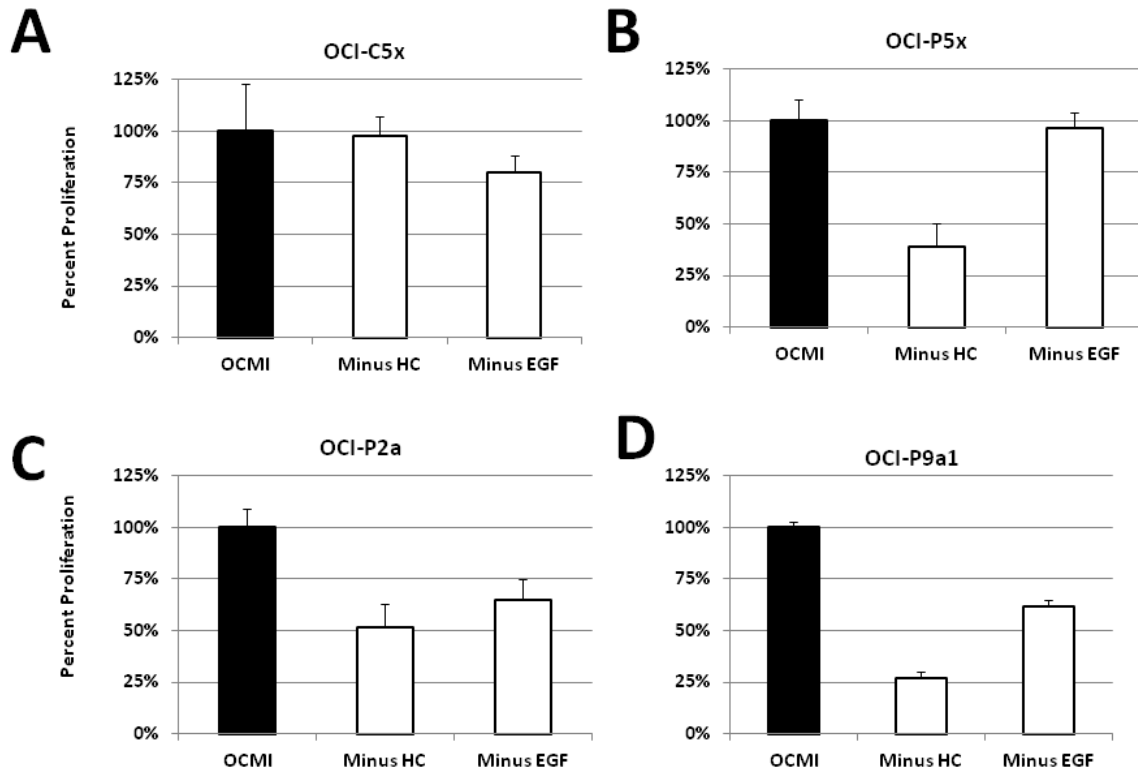 A
OCI-C5x
Percent Proliferation
125%
100%
75%
50%
25%
0%
OCMI Minus HC Minus EGF
B
OCI-P5x
125%
100%
75%
50%
25%
0%
OCMI Minus HC Minus EGF
C
OCI-P2a
Percent Proliferation
125%
100%
75%
50%
25%
0%
OCMI Minus HC Minus EGF
D
OCI-P9a1
125%
100%
75%
50%
25%
0%
OCMI Minus HC Minus EGF